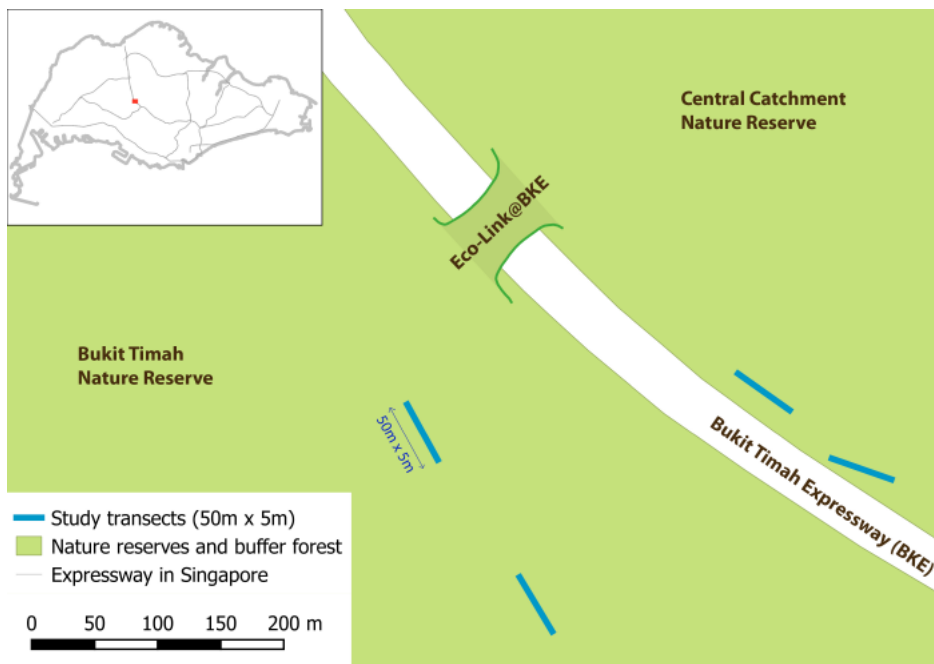 Central Catchment
Nature Reserve
Eco-Link@BKE
Bukit Timah
Nature Reserve
50m x 5m
Bukit Timah Expressway (BKE)
Study transects (50m x 5m)
Nature reserves and buffer forest
Expressway in Singapore
0 50 100 150 200 m